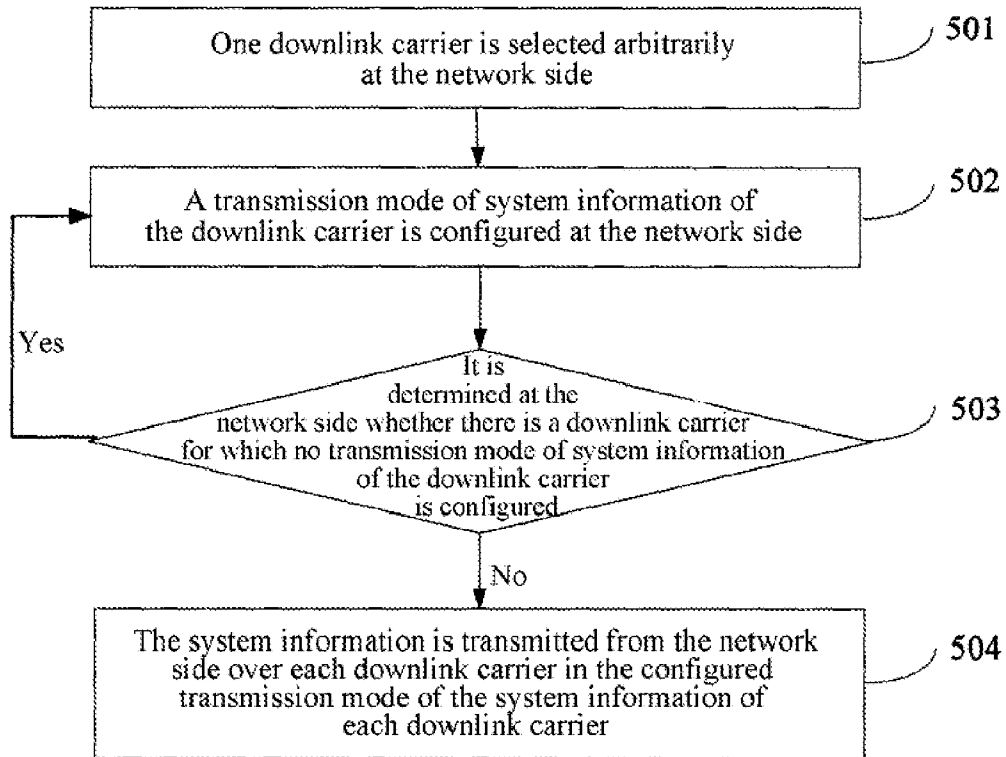 One downlink carrier is selected arbitrarily
at the network side
501
A transmission mode of system information of
the downlink carrier is configured at the network side
502
Yes
It is
determined at the
network side whether there is a downlink carrier
for which no transmission mode of system information
of the downlink carrier
is configured
503
No
The system information is transmitted from the network
side over each downlink carrier in the configured
transmission mode of the system information of
each downlink carrier
504